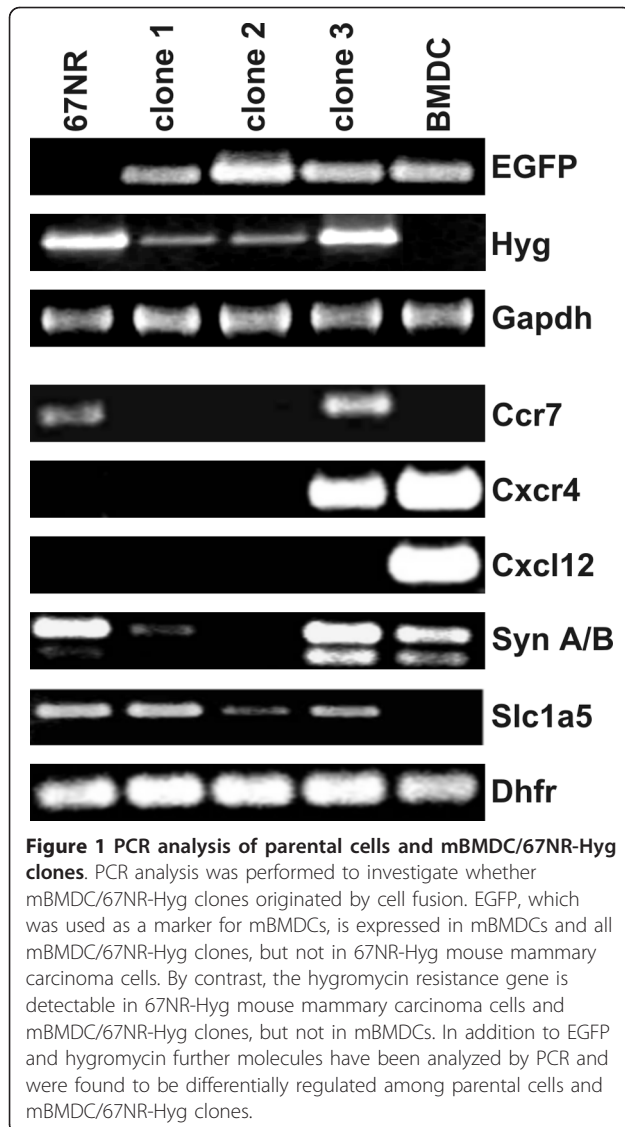 67NR
clone 1
clone 2
clone 3
BMDC
EGFP
Hyg
Gapdh
Ccr7
Cxcr4
Cxcl12
Syn A/B
Slc1a5
Dhfr
Figure 1 PCR analysis of parental cells and mBMDC/67NR-Hyg
clones. PCR analysis was performed to investigate whether
mBMDC/67NR-Hyg clones originated by cell fusion. EGFP, which
was used as a marker for mBMDCs, is expressed in mBMDCs and all
mBMDC/67NR-Hyg clones, but not in 67NR-Hyg mouse mammary
carcinoma cells. By contrast, the hygromycin resistance gene is
detectable in 67NR-Hyg mouse mammary carcinoma cells and
mBMDC/67NR-Hyg clones, but not in mBMDCs. In addition to EGFP
and hygromycin further molecules have been analyzed by PCR and
were found to be differentially regulated among parental cells and
mBMDC/67NR-Hyg clones.